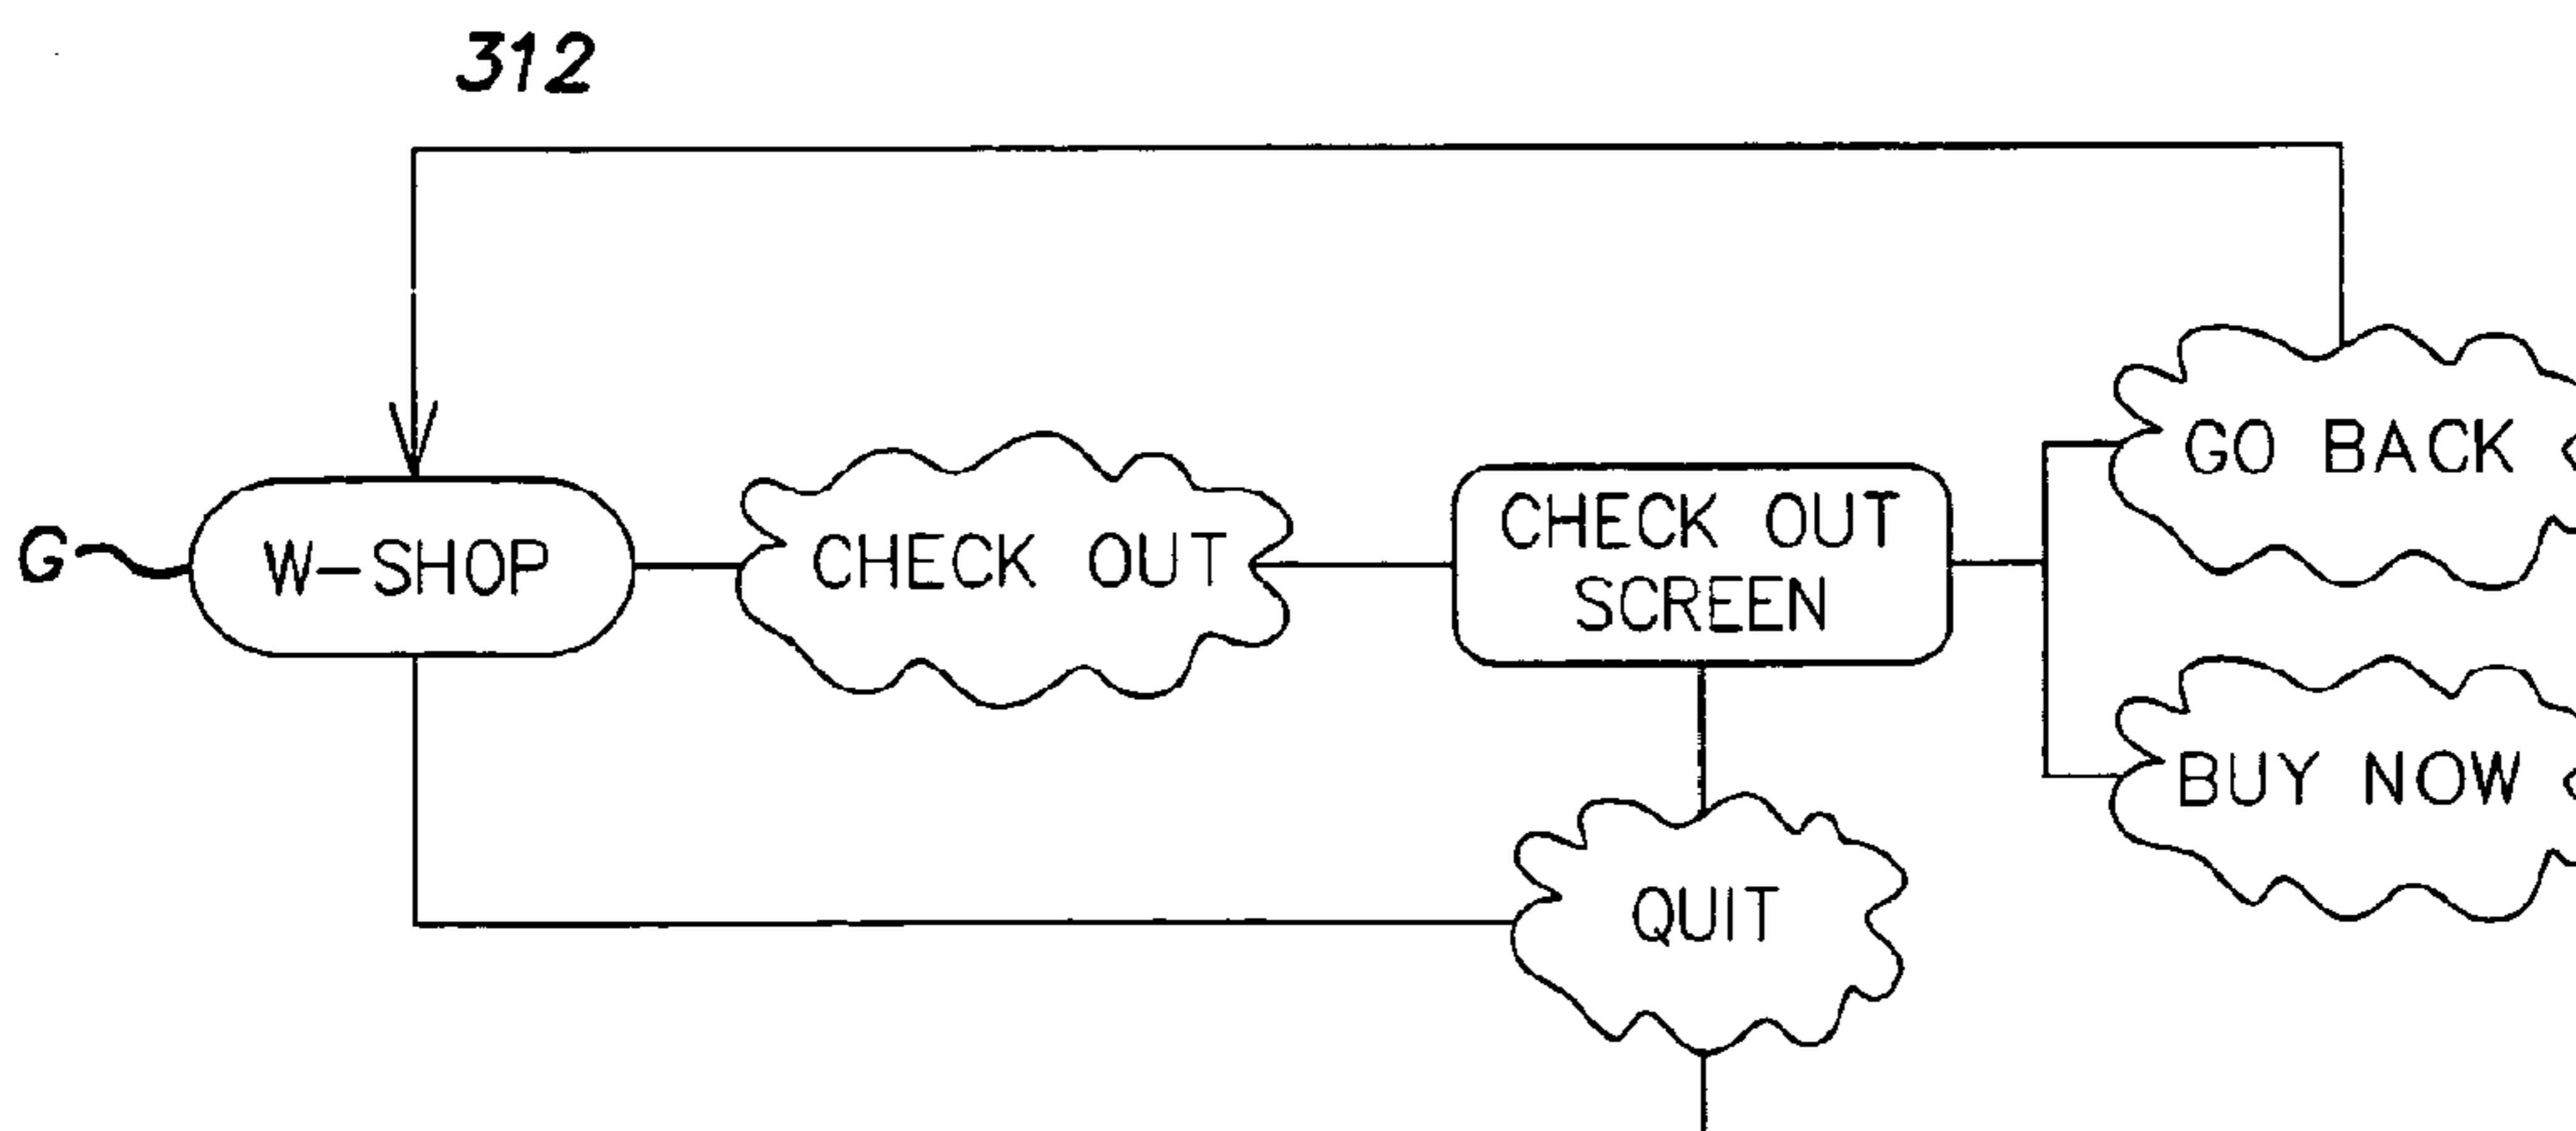 312
G
W-SHOP
CHECK OUT
CHECK OUT
SCREEN
GO BACK
BUY NOW
QUIT